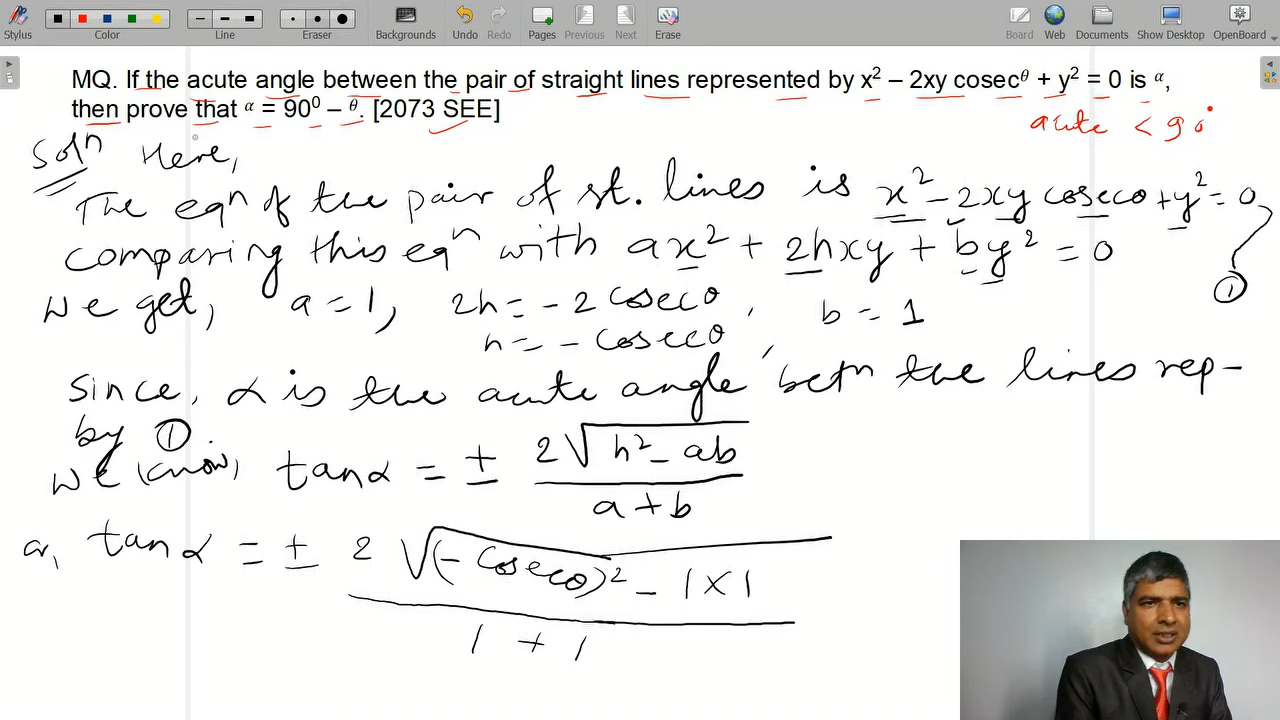 Stylus Color Line Eraser Backgrounds Undo Redo Pages Previous Next Erase Board Web Documents Show Desktop OpenBoard
MQ. If the acute angle between the pair of straight lines represented by x² – 2xy cosec^θ + y² = 0 is α,
then prove that α = 90⁰ – θ. [2073 SEE]
acute < 90°
Solⁿ Here,
The eqⁿ of the pair of st. lines is x² - 2xy cosecθ + y² = 0
comparing this eqⁿ with ax² + 2hxy + by² = 0
①
we get, a = 1, 2h = - 2 cosecθ, b = 1
h = - cosecθ
Since, α is the acute angle betⁿ the lines rep-
by ①.
we know, tanα = ± 2√(h² - ab) / (a + b)
or, tanα = ± 2√((- cosecθ)² - 1 × 1) / (1 + 1)